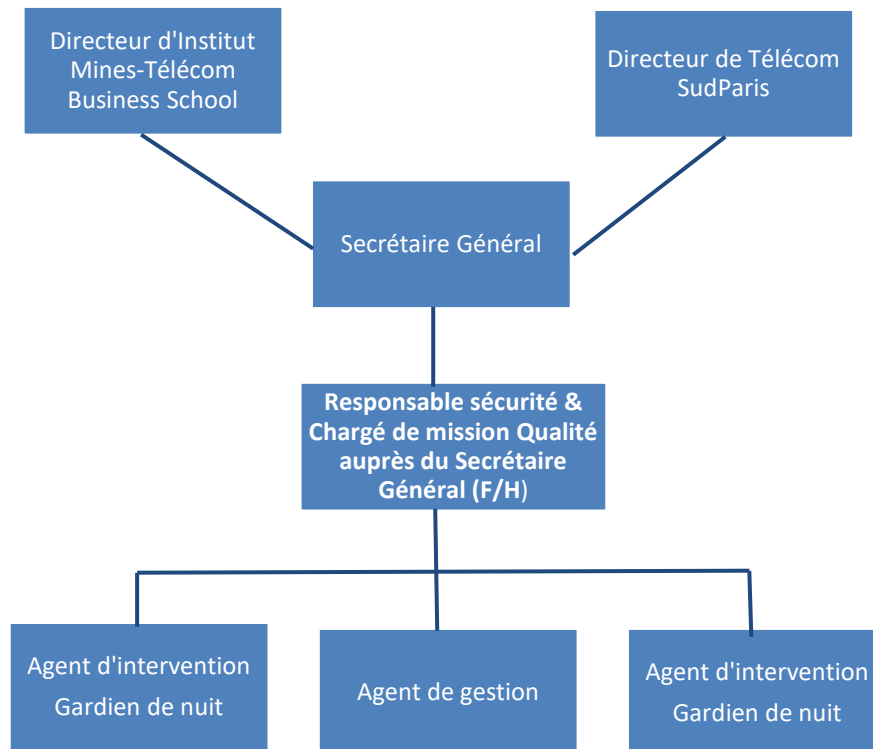 Directeur d'Institut
Mines-Télécom
Business School
Directeur de Télécom
SudParis
Secrétaire Général
Responsable sécurité &
Chargé de mission Qualité
auprès du Secrétaire
Général (F/H)
Agent d'intervention
Gardien de nuit
Agent de gestion
Agent d'intervention
Gardien de nuit